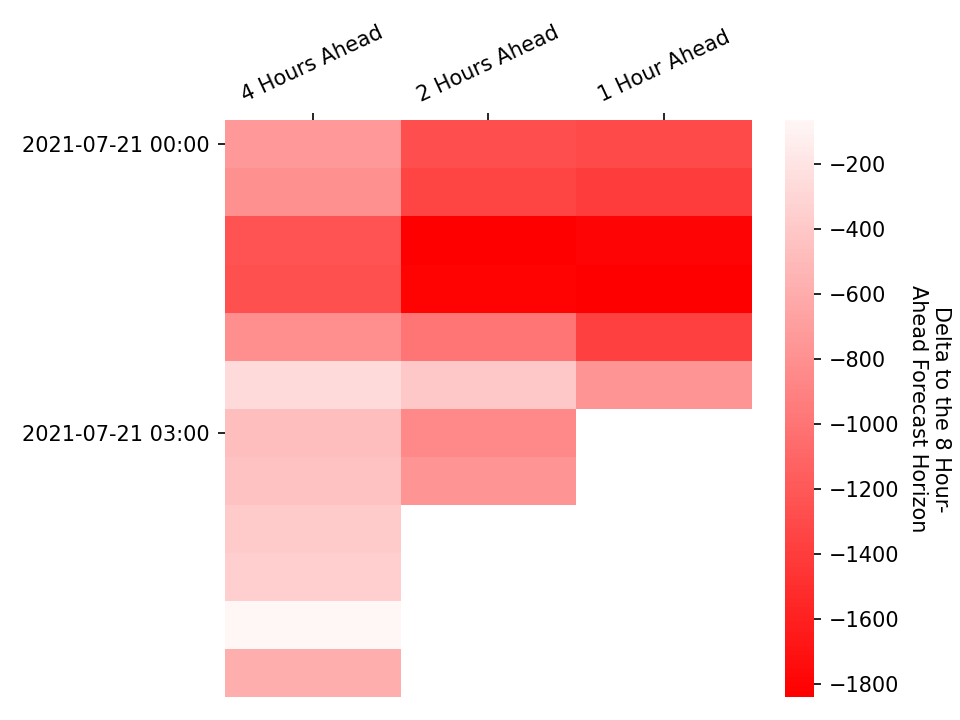 4 Hours Ahead
2 Hours Ahead
1 Hour Ahead
2021-07-21 00:00
2021-07-21 03:00
−200
−400
−600
−800
−1000
−1200
−1400
−1600
−1800
Delta to the 8 Hour-
Ahead Forecast Horizon